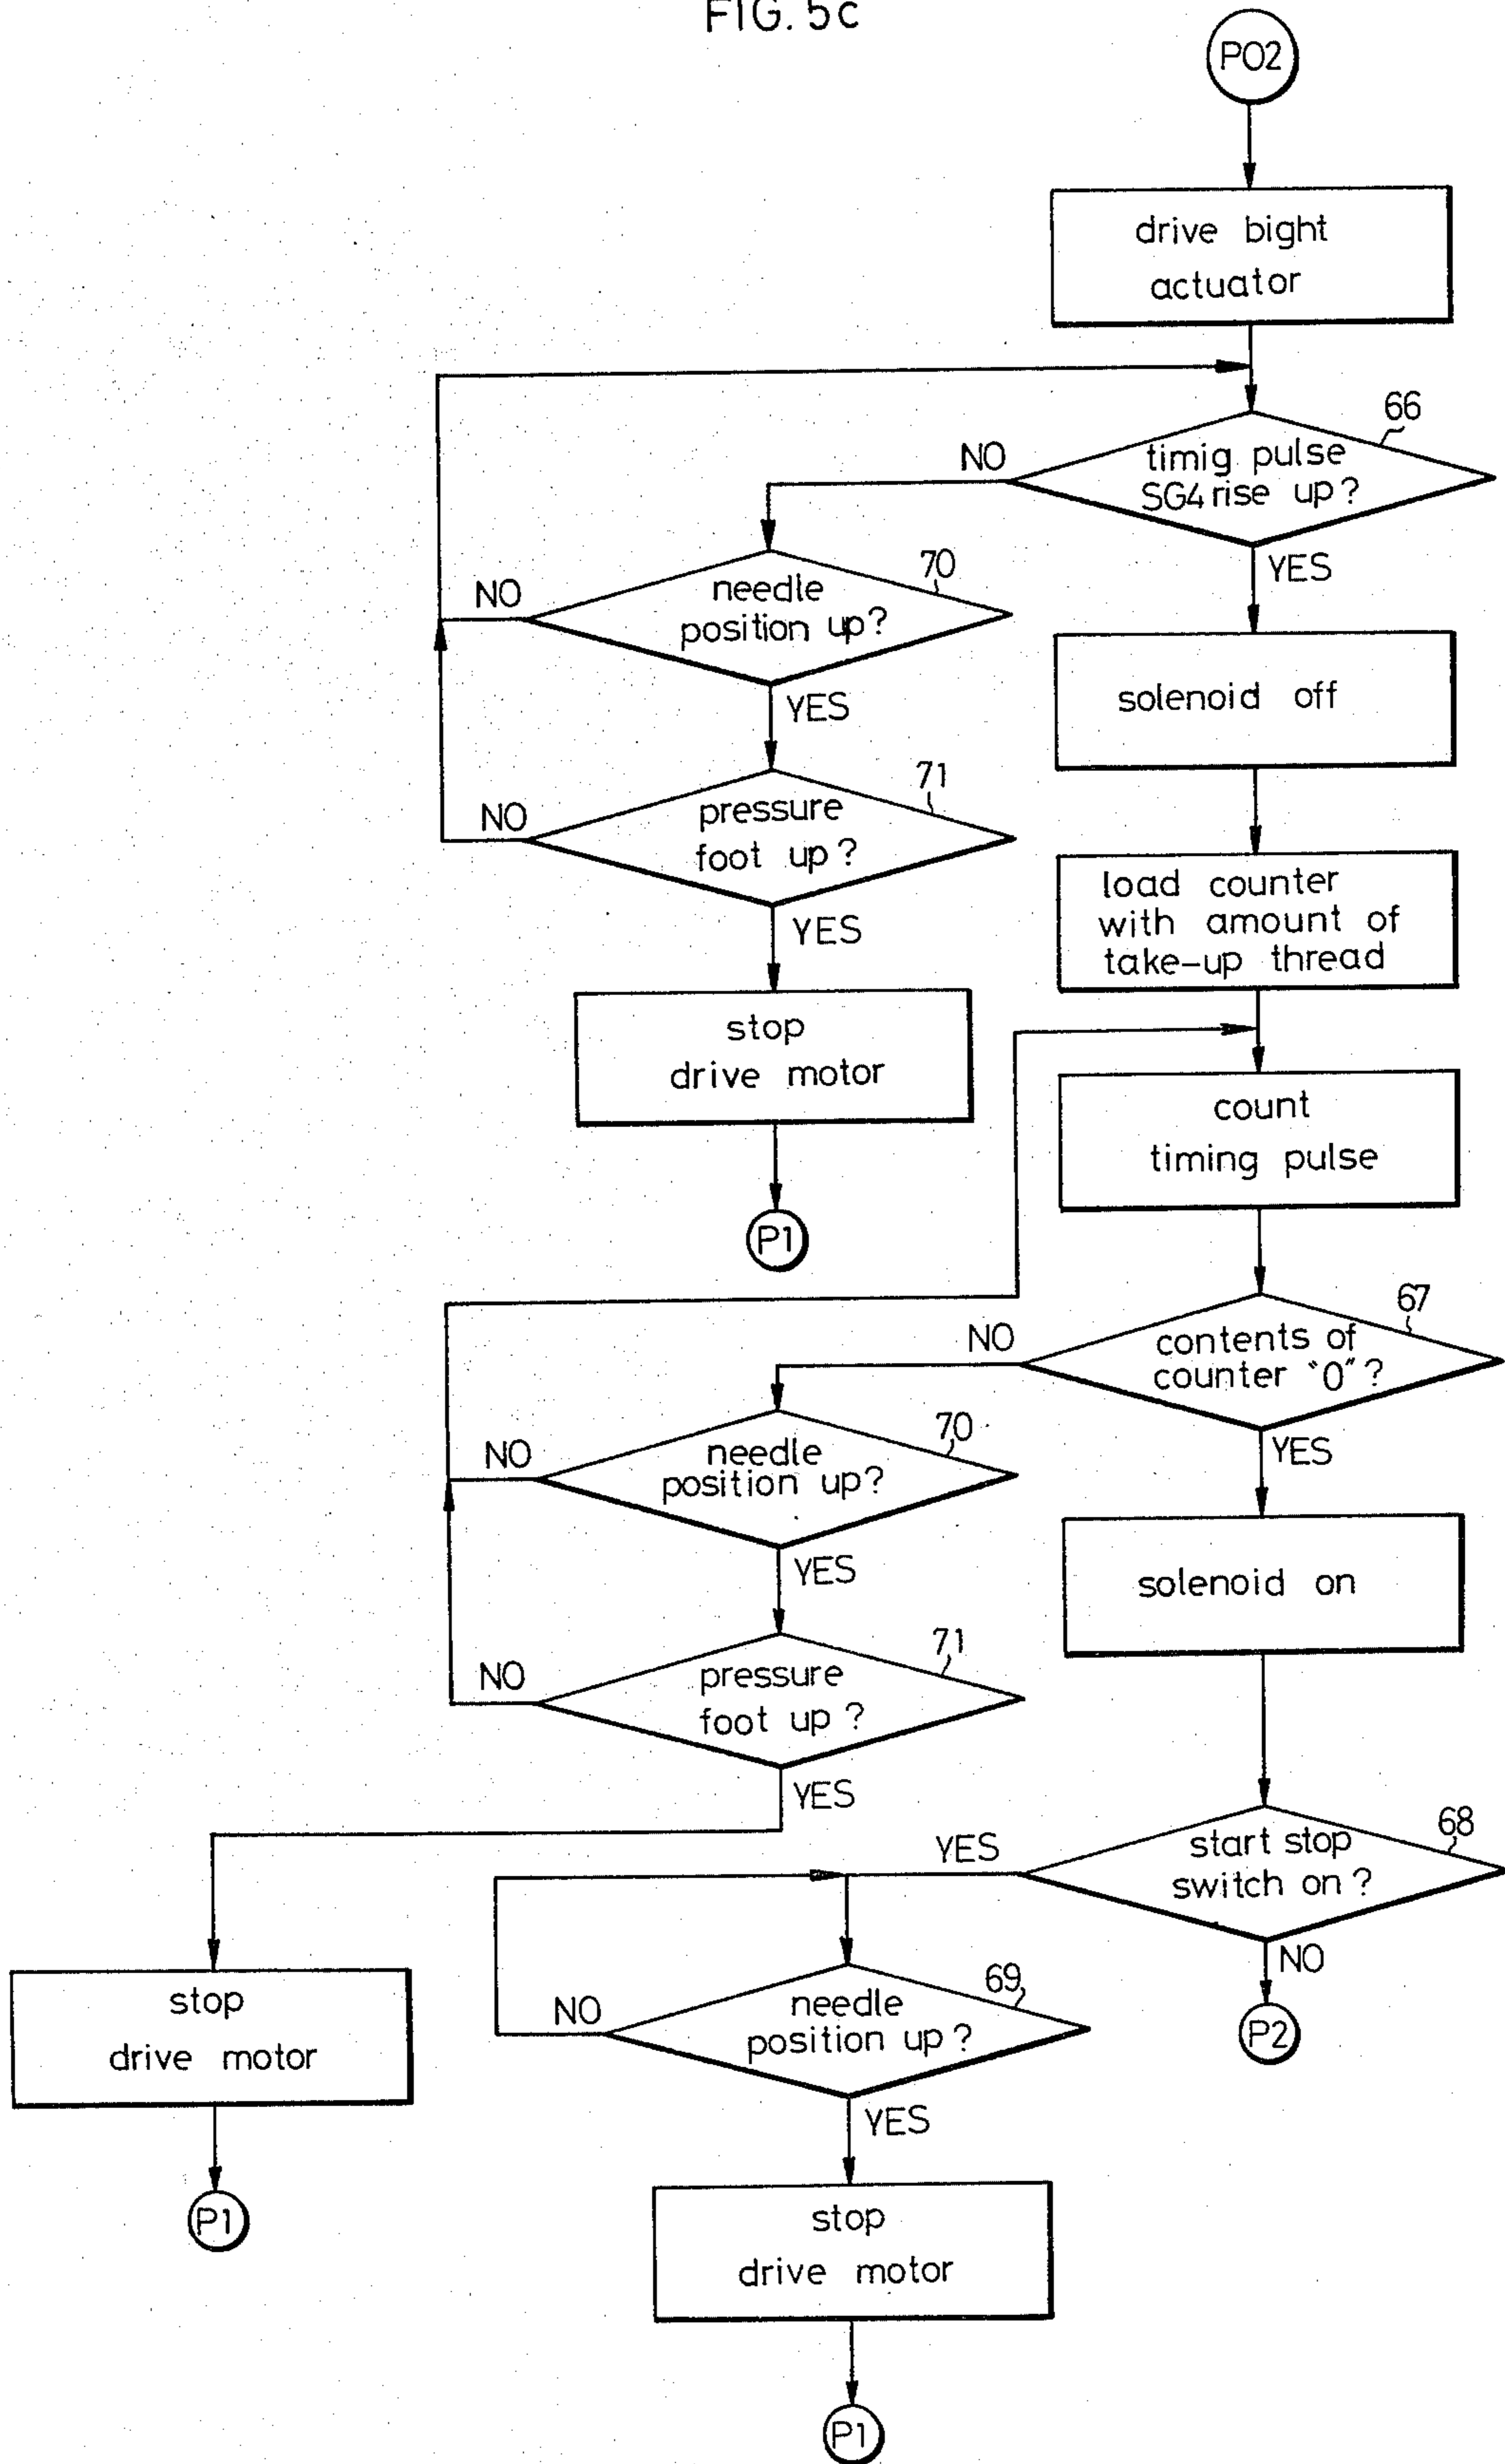 FIG. 5c
PO2
drive bight
actuator
66
timig pulse
SG4 rise up?
NO
YES
70
needle
position up?
NO
YES
solenoid off
71
pressure
foot up?
NO
YES
load counter
with amount of
take-up thread
stop
drive motor
P1
count
timing pulse
67
contents of
counter "0"?
NO
YES
70
needle
position up?
NO
YES
solenoid on
71
pressure
foot up?
NO
YES
68
start stop
switch on?
YES
NO
P2
69
needle
position up?
NO
YES
stop
drive motor
P1
stop
drive motor
P1